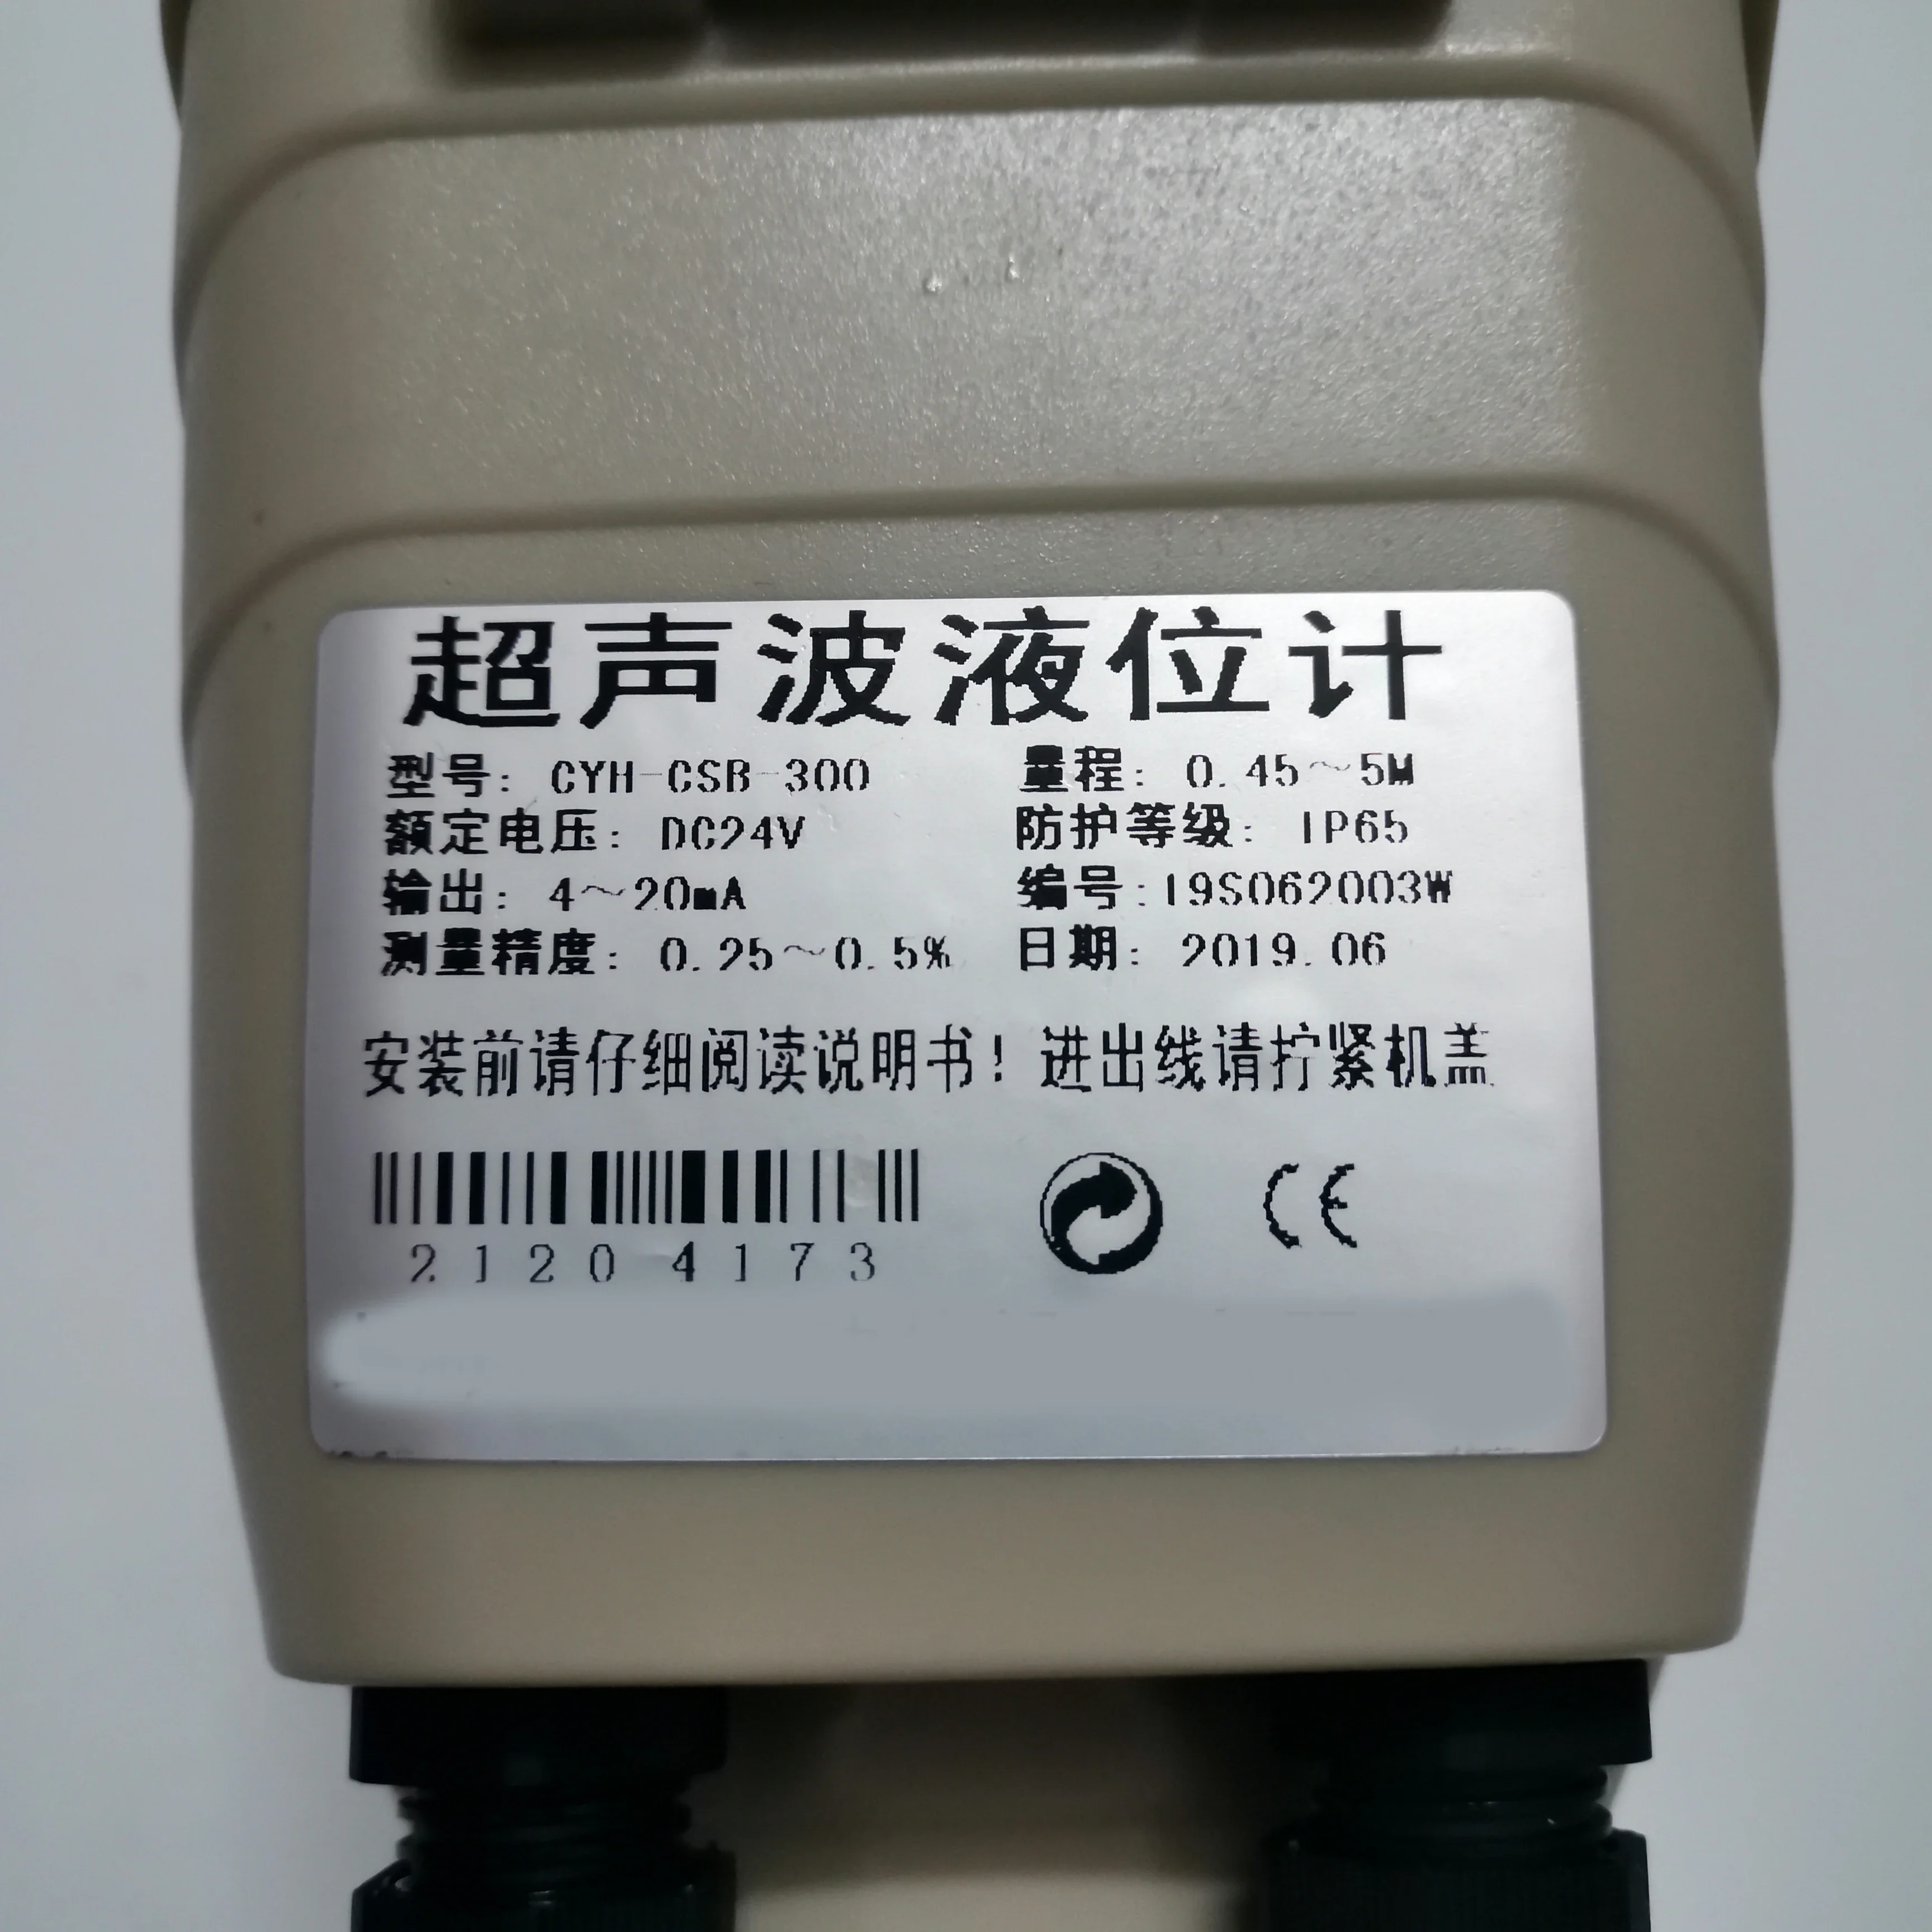 超声波液位计
型号: CYH-CSB-300 量程: 0.45~5M
额定电压: DC24V 防护等级: IP65
输出: 4~20mA 编号:19S062003W
测量精度: 0.25~0.5% 日期: 2019.06
安装前请仔细阅读说明书! 进出线请拧紧机盖
21204173
CE